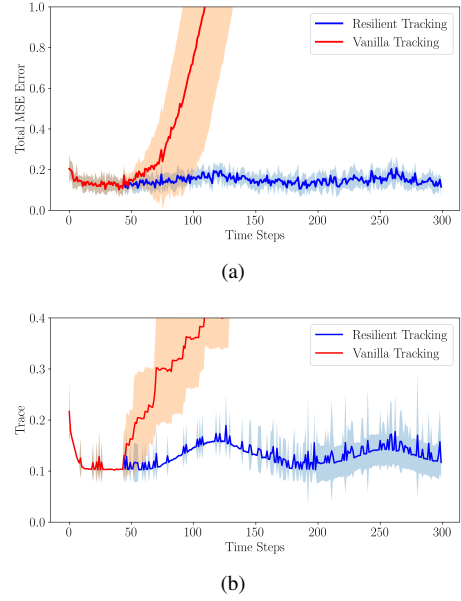 1.0
0.8
0.6
0.4
0.2
0.0
Total MSE Error
Resilient Tracking
Vanilla Tracking
0 50 100 150 200 250 300
Time Steps
(a)
0.4
0.3
0.2
0.1
0.0
Trace
Resilient Tracking
Vanilla Tracking
0 50 100 150 200 250 300
Time Steps
(b)